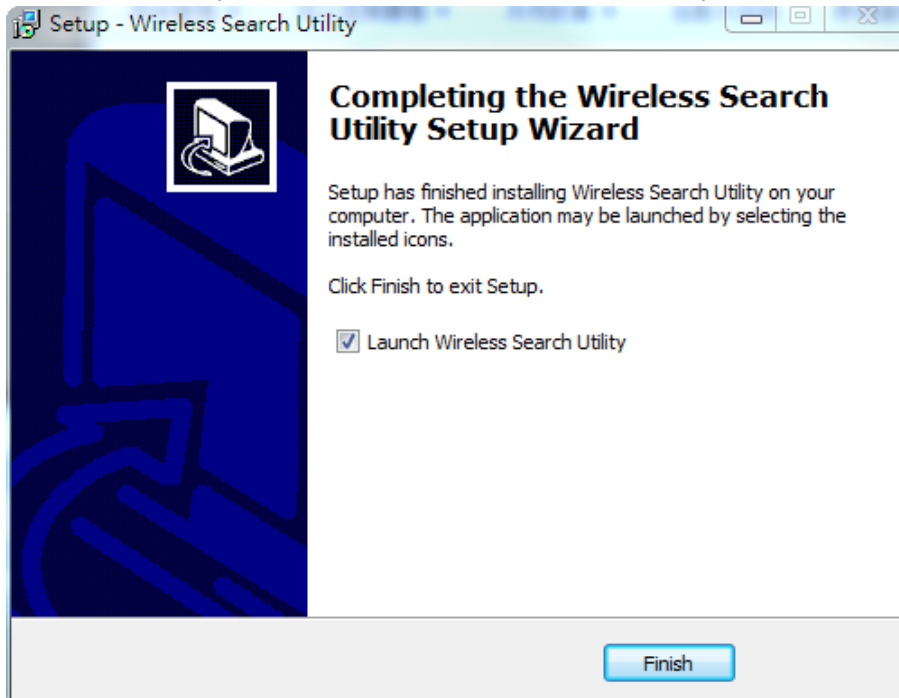 Setup - Wireless Search Utility
Completing the Wireless Search
Utility Setup Wizard
Setup has finished installing Wireless Search Utility on your
computer. The application may be launched by selecting the
installed icons.
Click Finish to exit Setup.
Launch Wireless Search Utility
Finish